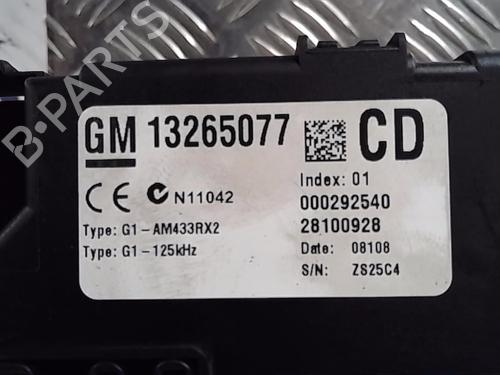 GM 13265077 CD
Index: 01
CE N11042
000292540
Type: G1-AM433RX2
28100928
Type: G1-125kHz
Date: 08108
S/N: ZS25C4
B-PARTS